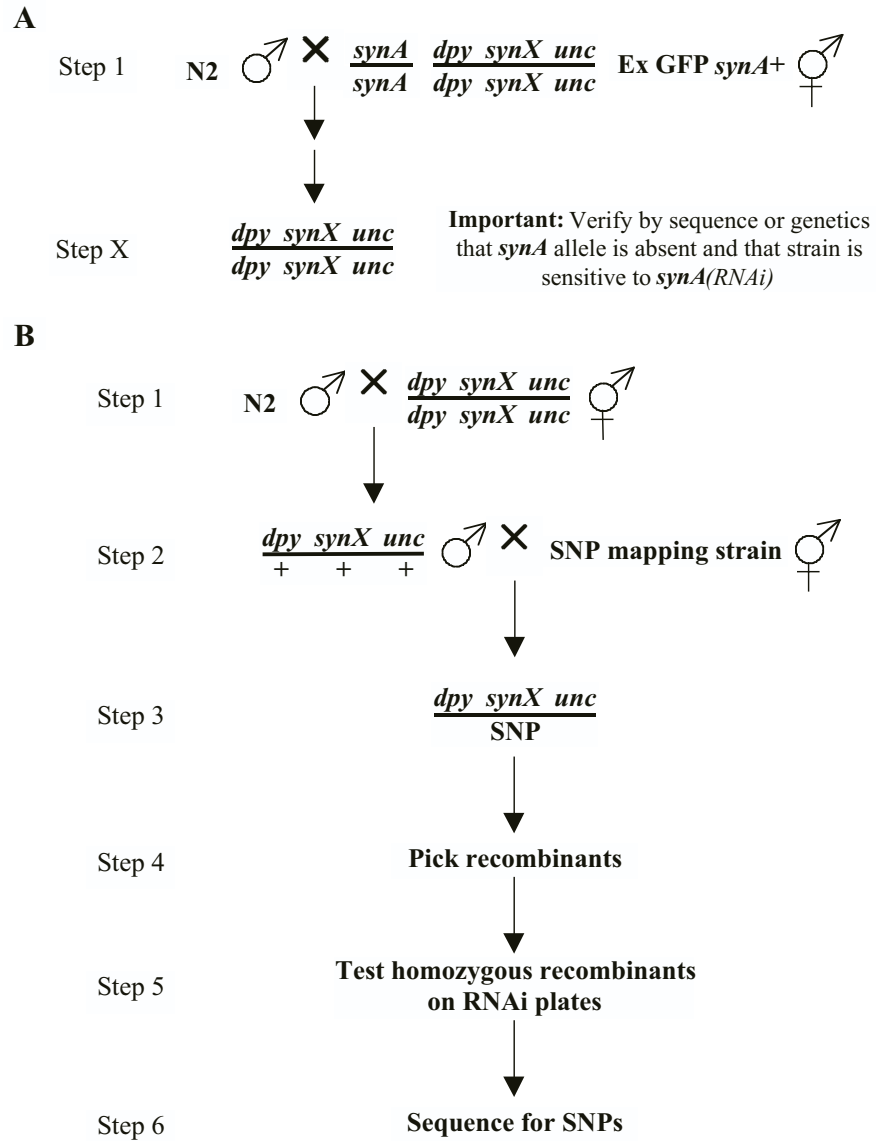 A
Step 1
N2
synA dpy synX unc
synA dpy synX unc
Ex GFP synA+
Step X
dpy synX unc
dpy synX unc
Important: Verify by sequence or genetics
that synA allele is absent and that strain is
sensitive to synA(RNAi)
B
Step 1
N2
dpy synX unc
dpy synX unc
Step 2
dpy synX unc
+ + +
SNP mapping strain
Step 3
dpy synX unc
SNP
Step 4
Pick recombinants
Step 5
Test homozygous recombinants
on RNAi plates
Step 6
Sequence for SNPs